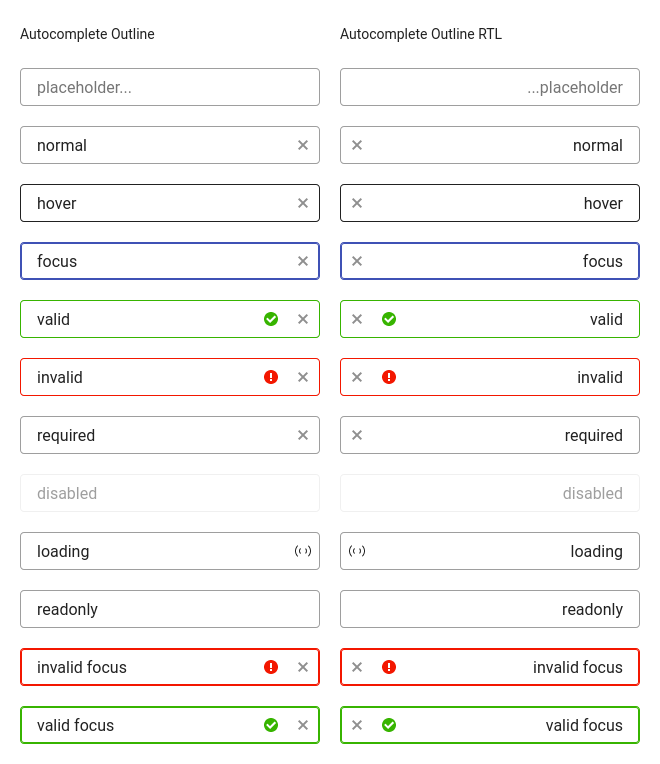 Autocomplete Outline
Autocomplete Outline RTL
placeholder...
...placeholder
normal
normal
hover
hover
focus
focus
valid
valid
invalid
invalid
required
required
disabled
disabled
loading
loading
readonly
readonly
invalid focus
invalid focus
valid focus
valid focus